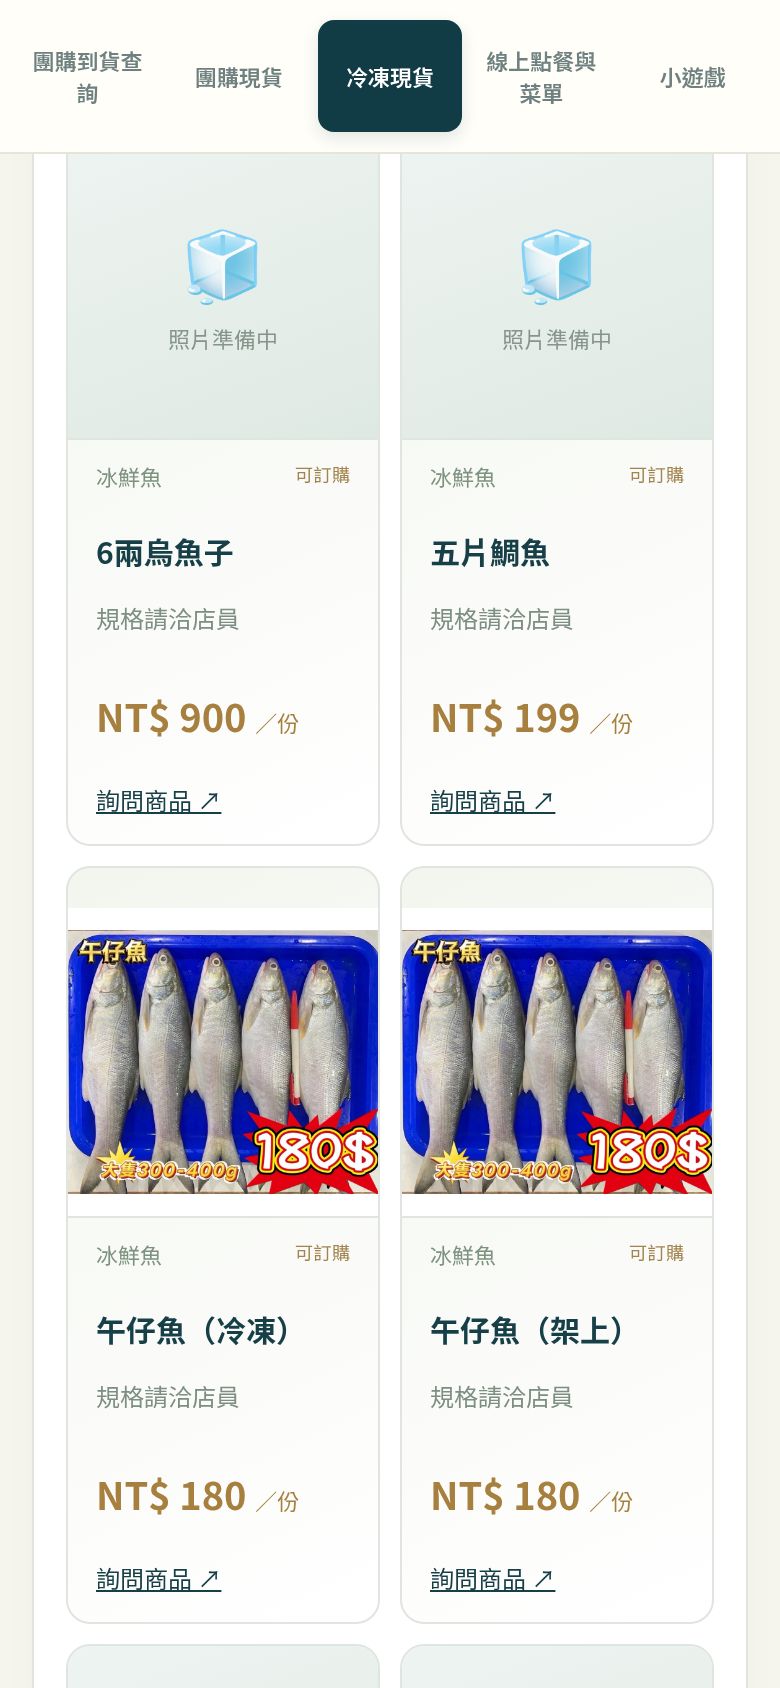 團購到貨查
詢
團購現貨
冷凍現貨
線上點餐與
菜單
小遊戲
照片準備中
照片準備中
冰鮮魚
可訂購
6兩烏魚子
規格請洽店員
NT$ 900 ／份
詢問商品 ↗
冰鮮魚
可訂購
五片鯛魚
規格請洽店員
NT$ 199 ／份
詢問商品 ↗
午仔魚
大隻300-400g
180$
冰鮮魚
可訂購
午仔魚（冷凍）
規格請洽店員
NT$ 180 ／份
詢問商品 ↗
午仔魚
大隻300-400g
180$
冰鮮魚
可訂購
午仔魚（架上）
規格請洽店員
NT$ 180 ／份
詢問商品 ↗